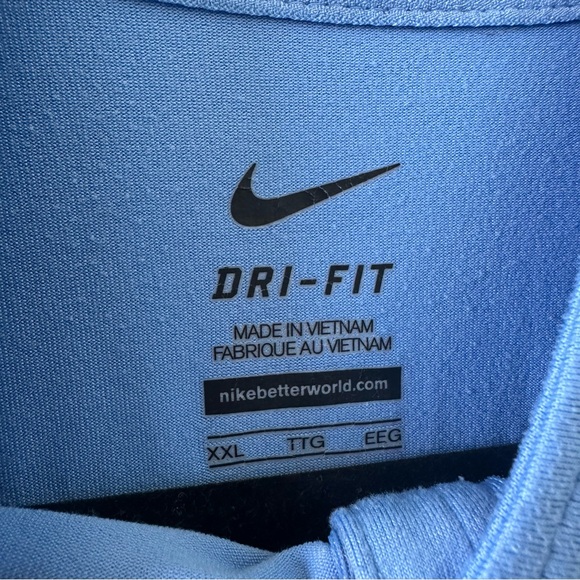 DRI-FIT
MADE IN VIETNAM
FABRIQUE AU VIETNAM
nikebetterworld.com
XXL TTG EEG